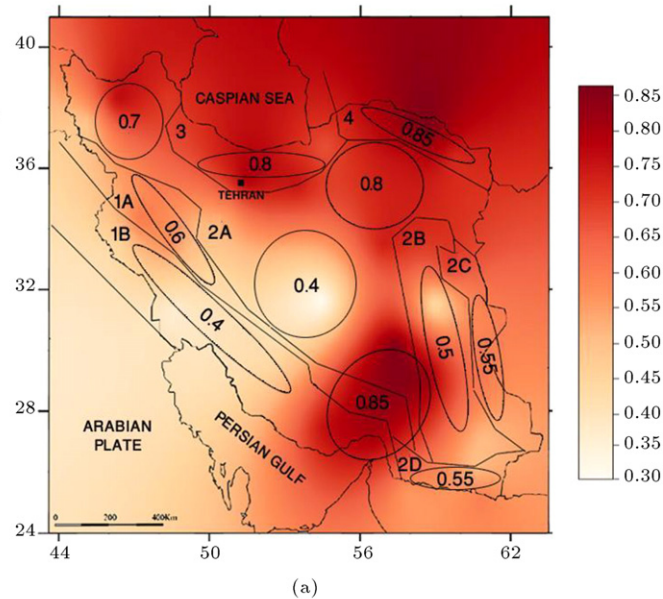 40
36
32
28
24
44
50
56
62
CASPIAN SEA
TEHRAN
ARABIAN
PLATE
PERSIAN GULF
0.7
3
4
0.85
0.8
0.8
1A
1B
0.6
2A
2B
2C
0.4
0.4
0.5
0.55
0.85
2D
0.55
0 200 400Km
0.85
0.80
0.75
0.70
0.65
0.60
0.55
0.50
0.45
0.40
0.35
0.30
(a)